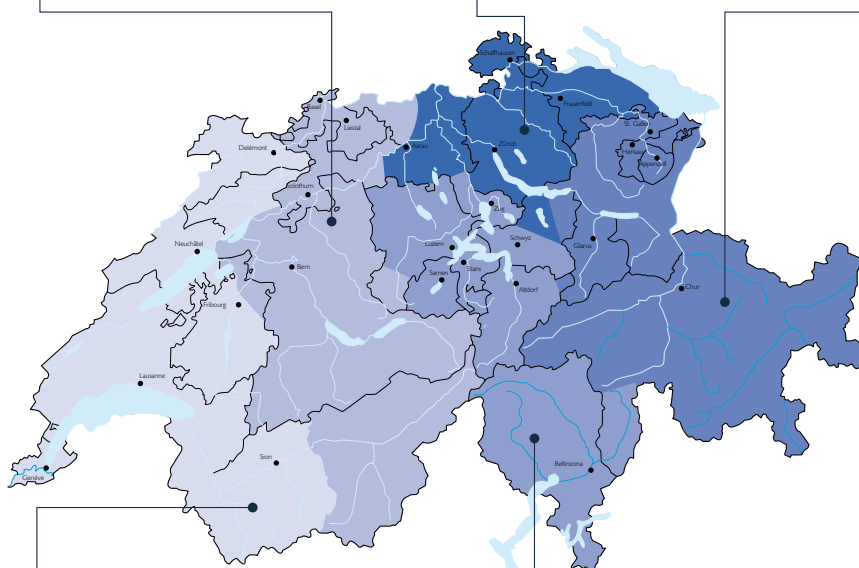 Schaffhausen
Basel
Frauenfeld
Liestal
St. Gallen
Aarau
Zürich
Herisau
Delémont
Appenzell
Solothurn
Zug
Neuchâtel
Luzern
Schwyz
Glarus
Bern
Stans
Sarnen
Altdorf
Chur
Fribourg
Lausanne
Sion
Bellinzona
Genève